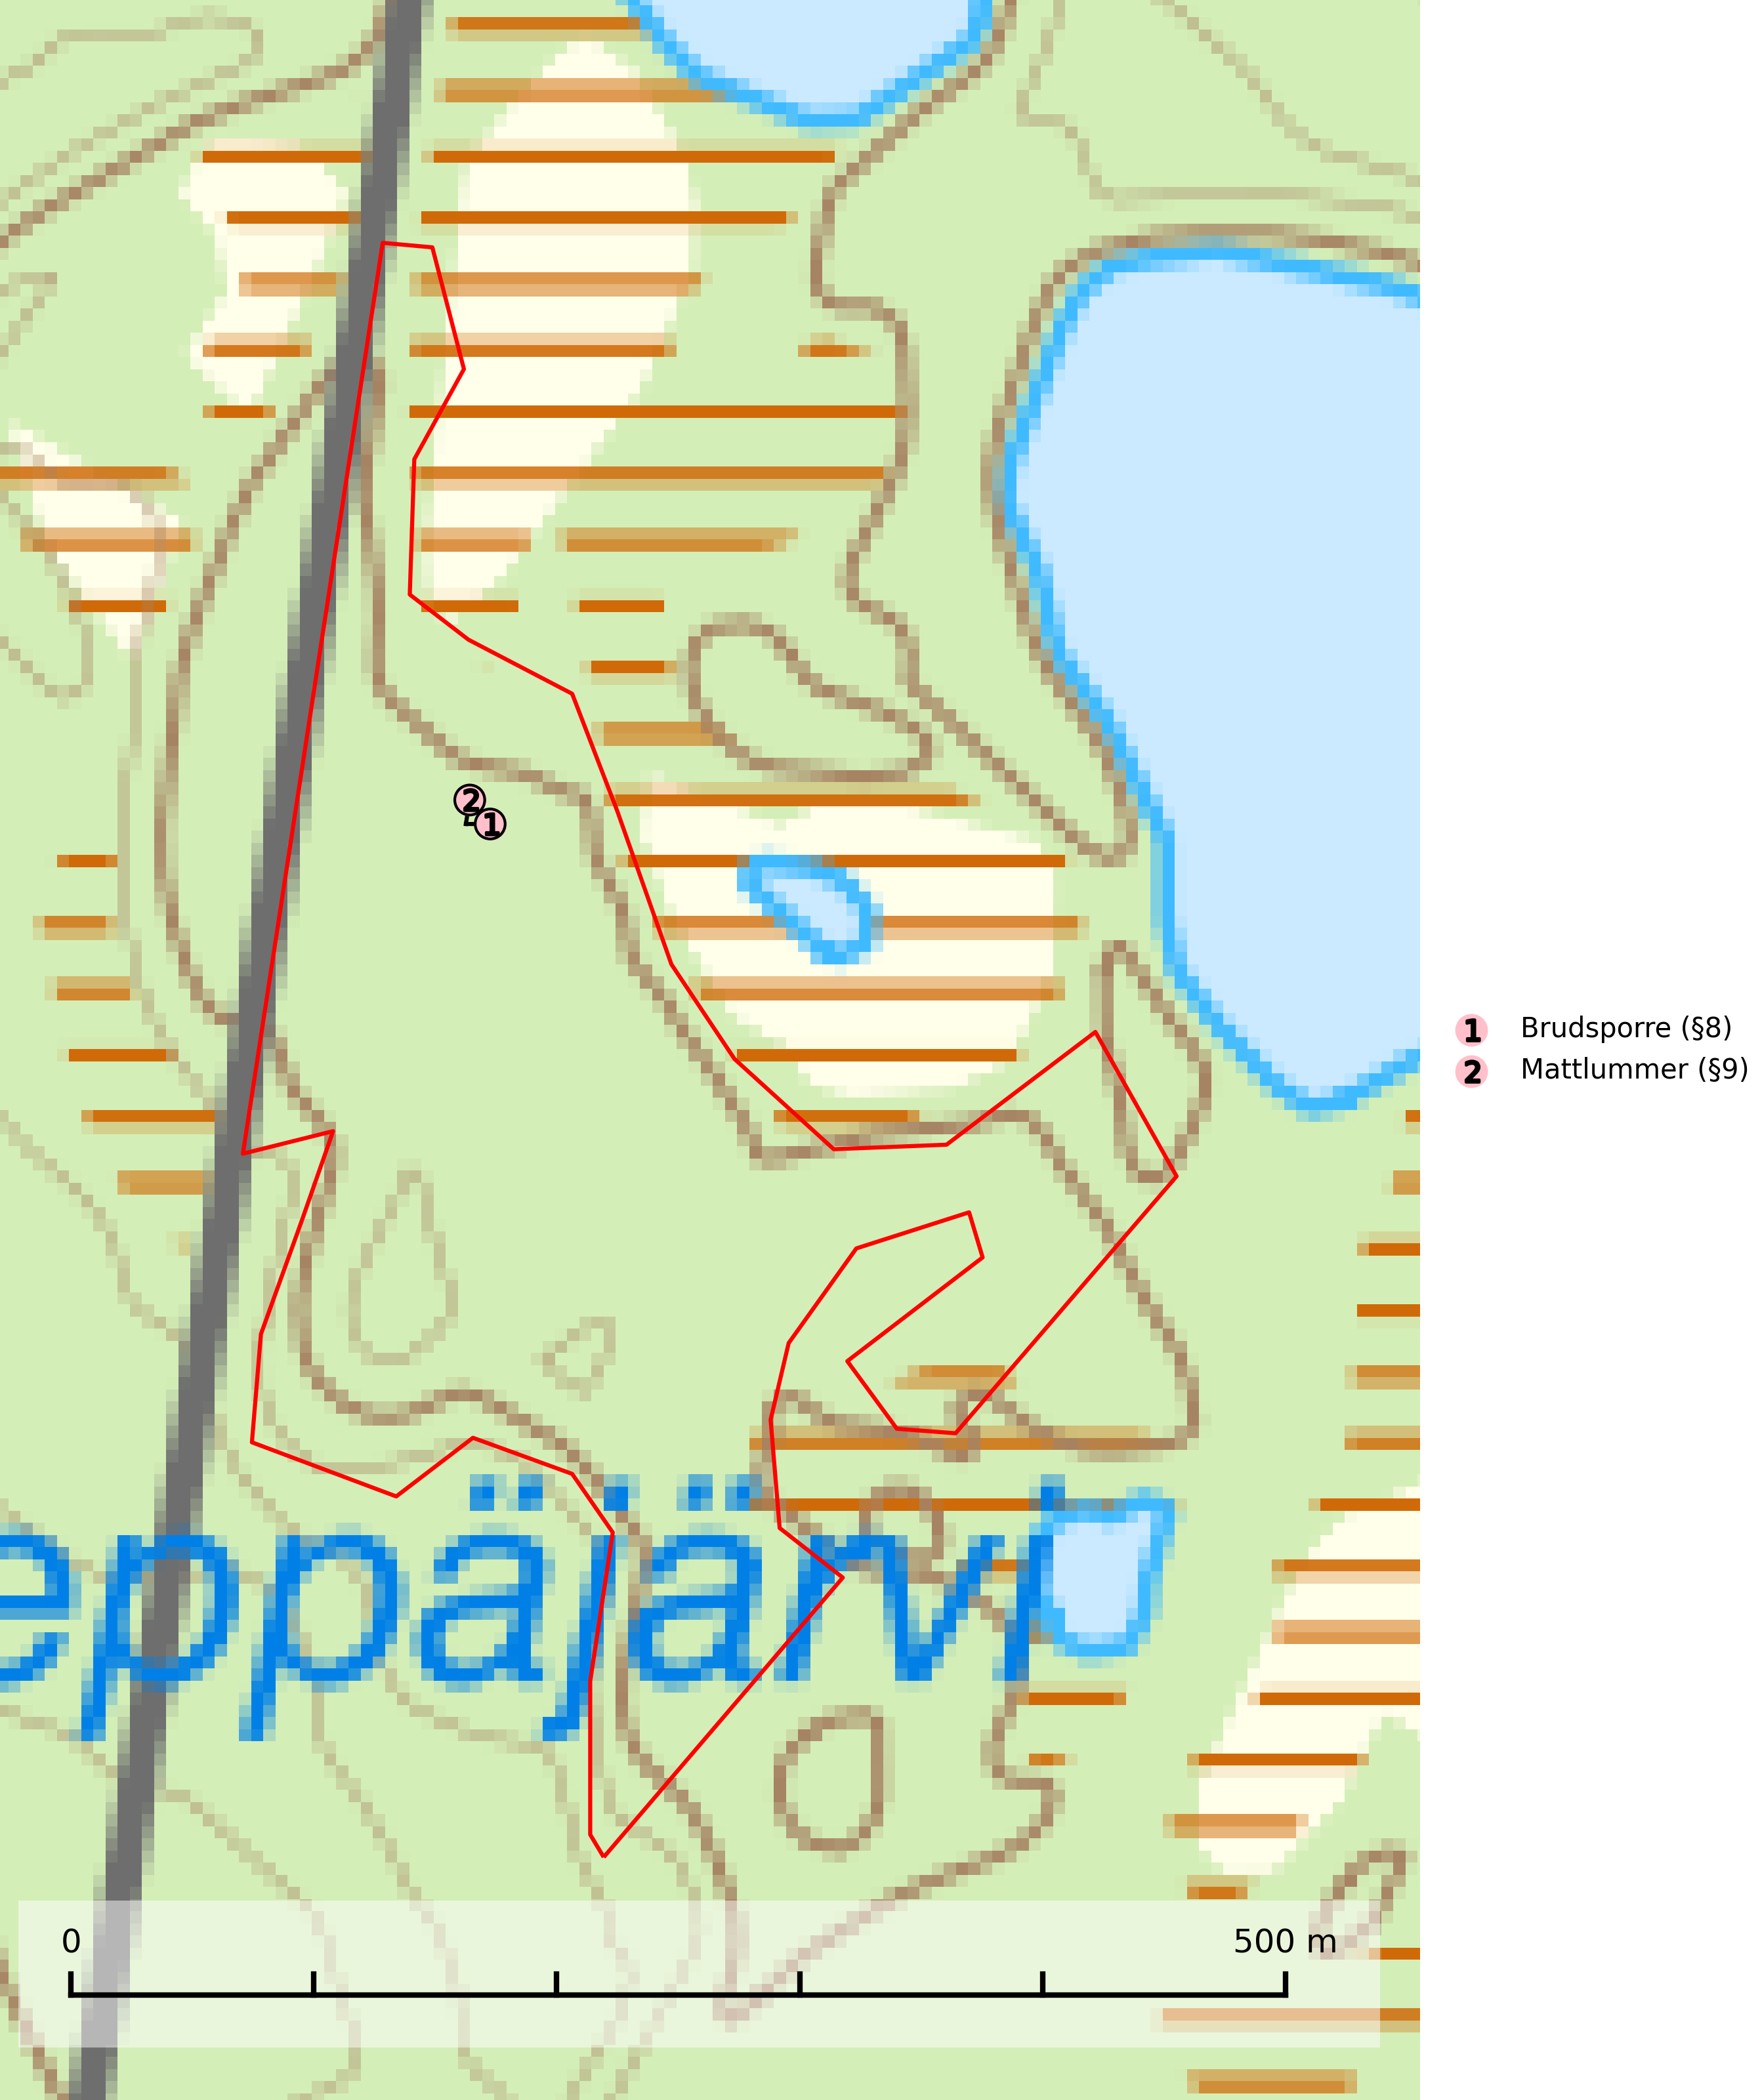 2
1
1 Brudsporre (§8)
2 Mattlummer (§9)
eppäjärvi
0 500 m